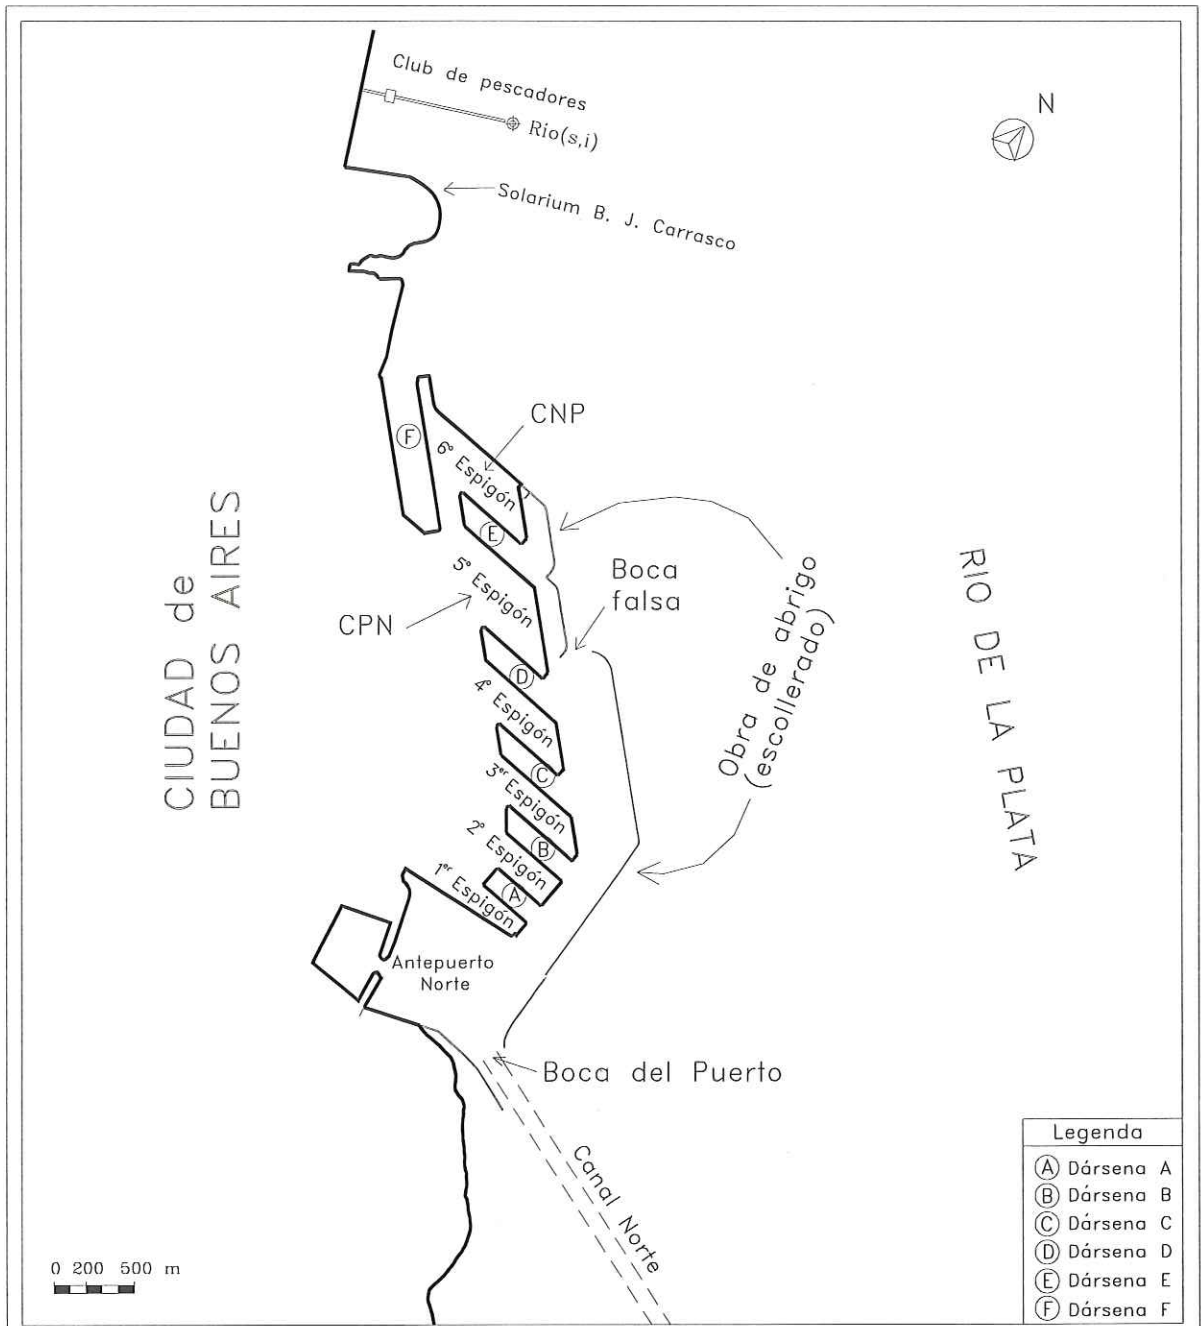 Club de pescadores
Rio(s,i)
N
Solarium B. J. Carrasco
CNP
F
6° Espigón
E
CIUDAD de
BUENOS AIRES
5° Espigón
CPN
Boca
falsa
Obra de abrigo
(escollerado)
RIO DE LA PLATA
D
4° Espigón
C
3er Espigón
B
2° Espigón
A
1er Espigón
Antepuerto
Norte
Boca del Puerto
Canal Norte
0 200 500 m
Legenda
A Dársena A
B Dársena B
C Dársena C
D Dársena D
E Dársena E
F Dársena F